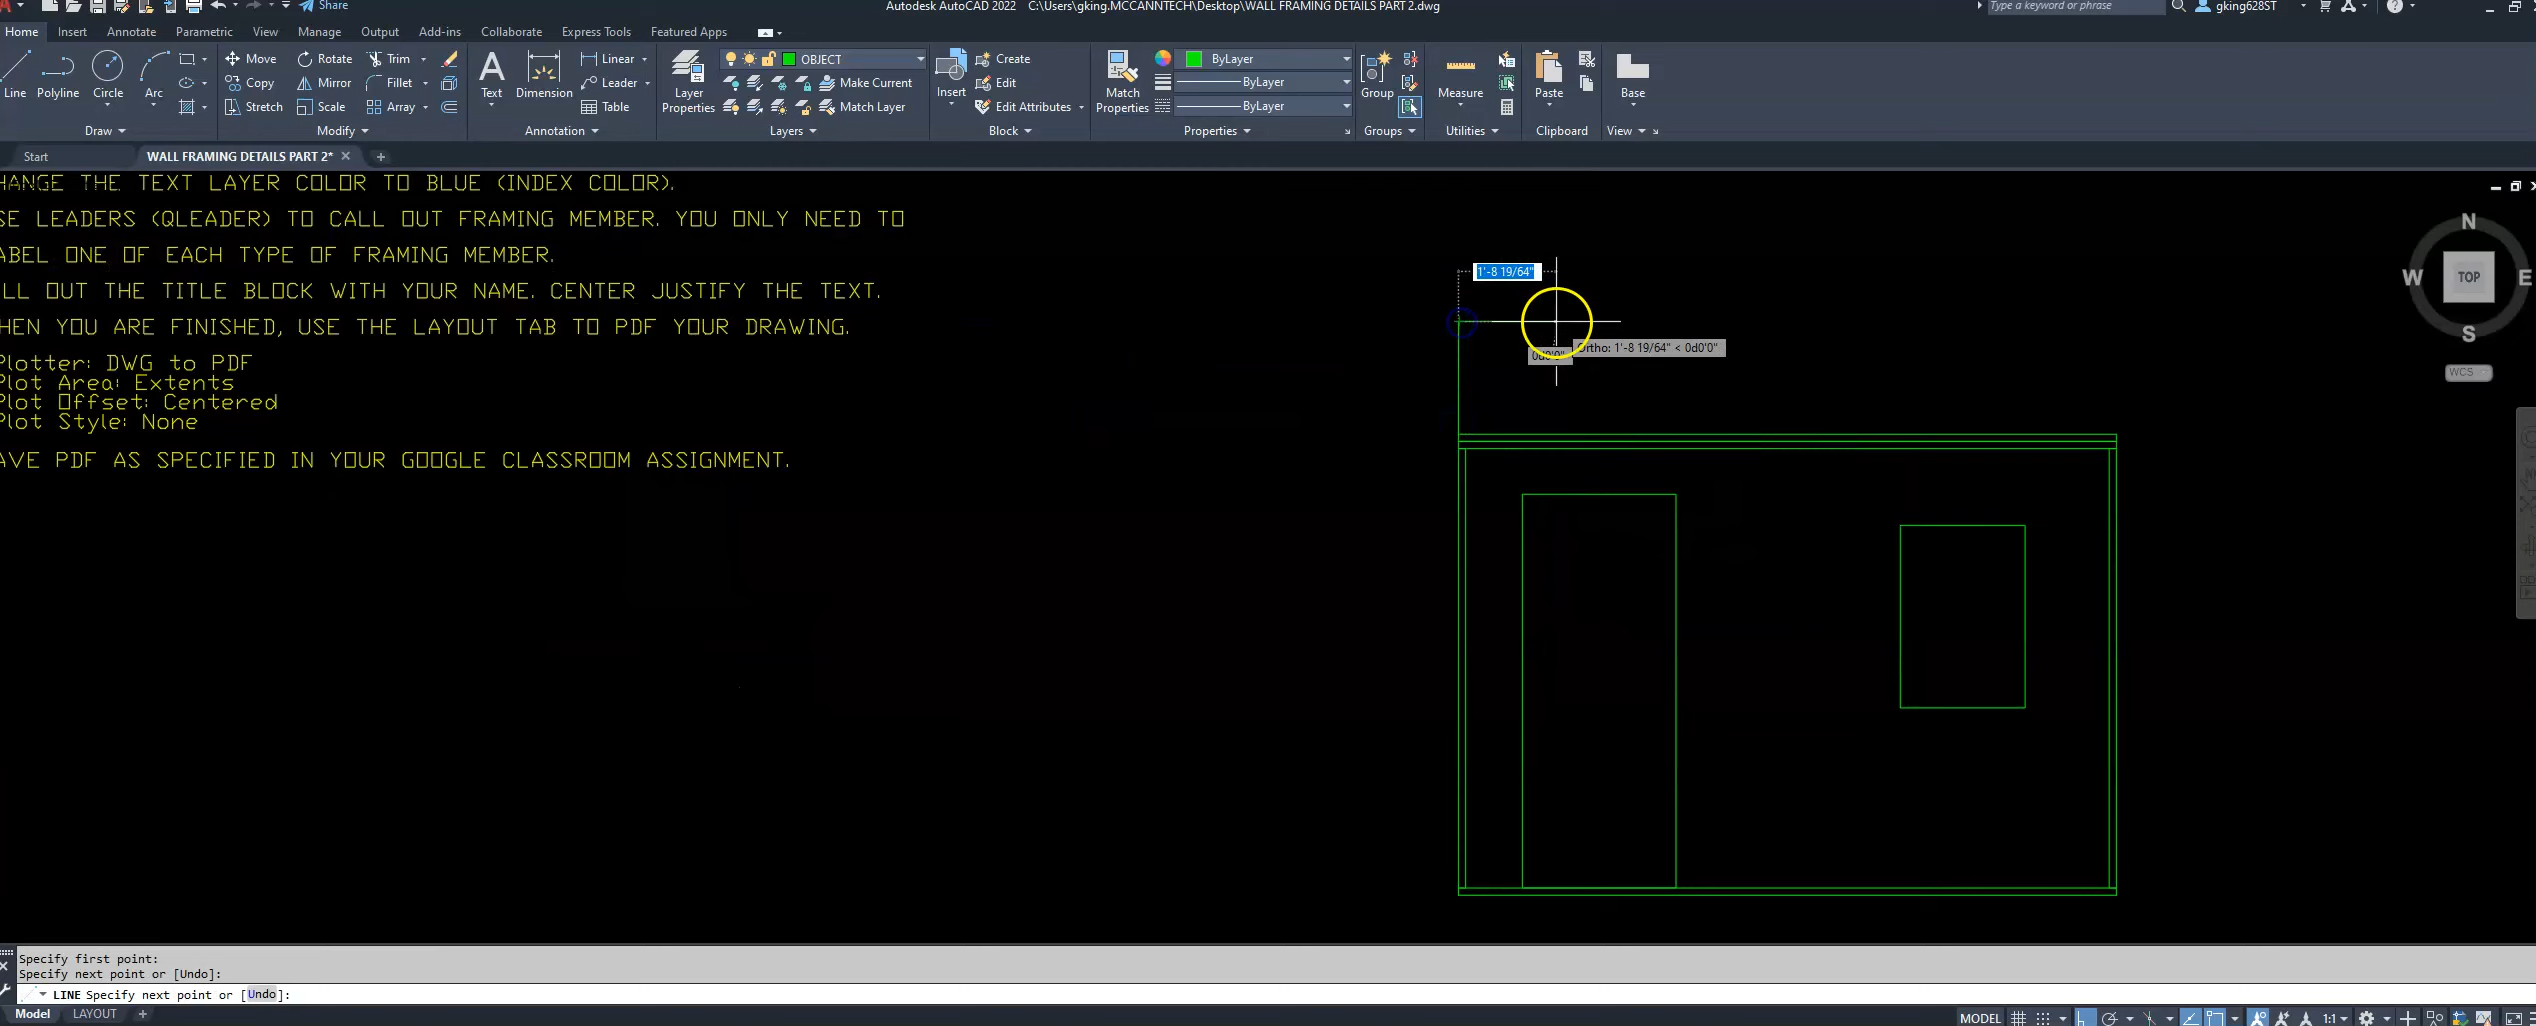 Share
Autodesk AutoCAD 2022 C:\Users\gking.MCCANNTECH\Desktop\WALL FRAMING DETAILS PART 2.dwg
Type a keyword or phrase
gking628ST
Home Insert Annotate Parametric View Manage Output Add-ins Collaborate Express Tools Featured Apps
Line Polyline Circle Arc
Move Rotate Trim
Copy Mirror Fillet
Stretch Scale Array
Text Dimension
Linear
Leader
Table
Layer Properties
OBJECT
Make Current
Match Layer
Insert
Create
Edit
Edit Attributes
Match Properties
ByLayer
ByLayer
ByLayer
Group
Measure
Paste
Base
Draw Modify Annotation Layers Block Properties Groups Utilities Clipboard View
Start WALL FRAMING DETAILS PART 2*
HANGE THE TEXT LAYER COLOR TO BLUE (INDEX COLOR).
SE LEADERS (QLEADER) TO CALL OUT FRAMING MEMBER. YOU ONLY NEED TO
ABEL ONE OF EACH TYPE OF FRAMING MEMBER.
LL OUT THE TITLE BLOCK WITH YOUR NAME. CENTER JUSTIFY THE TEXT.
HEN YOU ARE FINISHED, USE THE LAYOUT TAB TO PDF YOUR DRAWING.
Plotter: DWG to PDF
Plot Area: Extents
Plot Offset: Centered
Plot Style: None
AVE PDF AS SPECIFIED IN YOUR GOOGLE CLASSROOM ASSIGNMENT.
1'-8 19/64"
Ortho: 1'-8 19/64" < 0d0'0"
0d0'0"
N
W TOP E
S
WCS
Specify first point:
Specify next point or [Undo]:
LINE Specify next point or [Undo]:
Model LAYOUT
MODEL 1:1